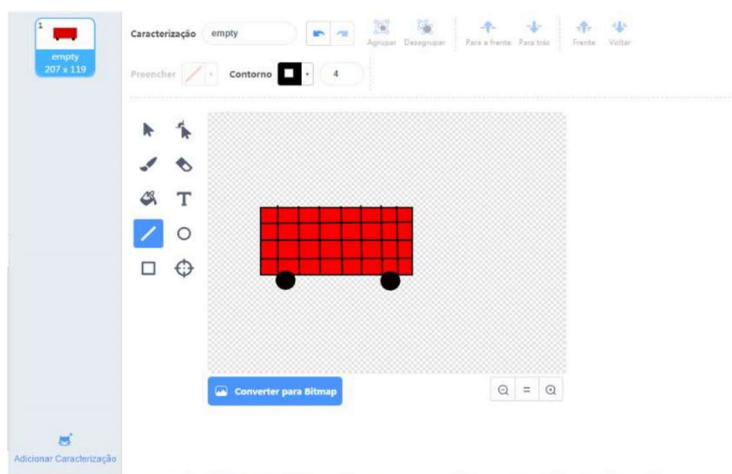 1
empty
207 x 119
Caracterização empty
Agrupar Desegrupar Para a frente Para trás Frente Voltar
Preencher Contorno 4
T
Converter para Bitmap
Adicionar Caracterização